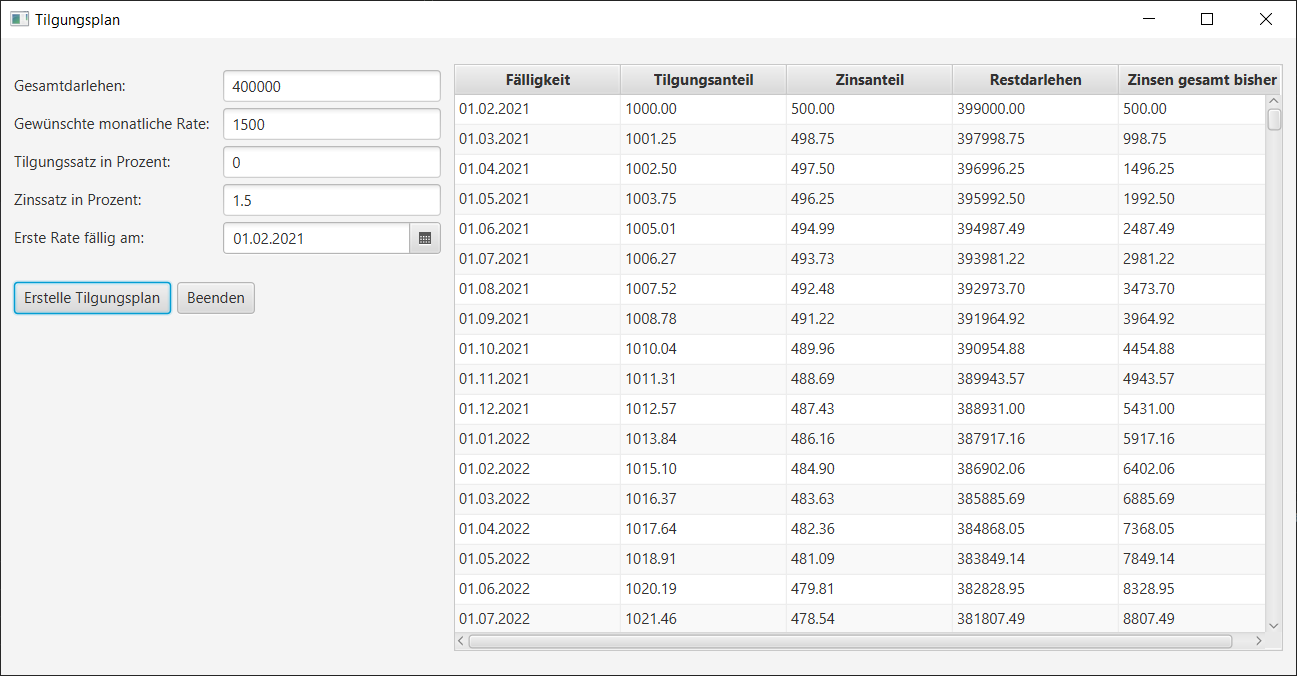 Tilgungsplan
Gesamtdarlehen: 400000
Gewünschte monatliche Rate: 1500
Tilgungssatz in Prozent: 0
Zinssatz in Prozent: 1.5
Erste Rate fällig am: 01.02.2021
Erstelle Tilgungsplan Beenden
Fälligkeit Tilgungsanteil Zinsanteil Restdarlehen Zinsen gesamt bisher
01.02.2021 1000.00 500.00 399000.00 500.00
01.03.2021 1001.25 498.75 397998.75 998.75
01.04.2021 1002.50 497.50 396996.25 1496.25
01.05.2021 1003.75 496.25 395992.50 1992.50
01.06.2021 1005.01 494.99 394987.49 2487.49
01.07.2021 1006.27 493.73 393981.22 2981.22
01.08.2021 1007.52 492.48 392973.70 3473.70
01.09.2021 1008.78 491.22 391964.92 3964.92
01.10.2021 1010.04 489.96 390954.88 4454.88
01.11.2021 1011.31 488.69 389943.57 4943.57
01.12.2021 1012.57 487.43 388931.00 5431.00
01.01.2022 1013.84 486.16 387917.16 5917.16
01.02.2022 1015.10 484.90 386902.06 6402.06
01.03.2022 1016.37 483.63 385885.69 6885.69
01.04.2022 1017.64 482.36 384868.05 7368.05
01.05.2022 1018.91 481.09 383849.14 7849.14
01.06.2022 1020.19 479.81 382828.95 8328.95
01.07.2022 1021.46 478.54 381807.49 8807.49